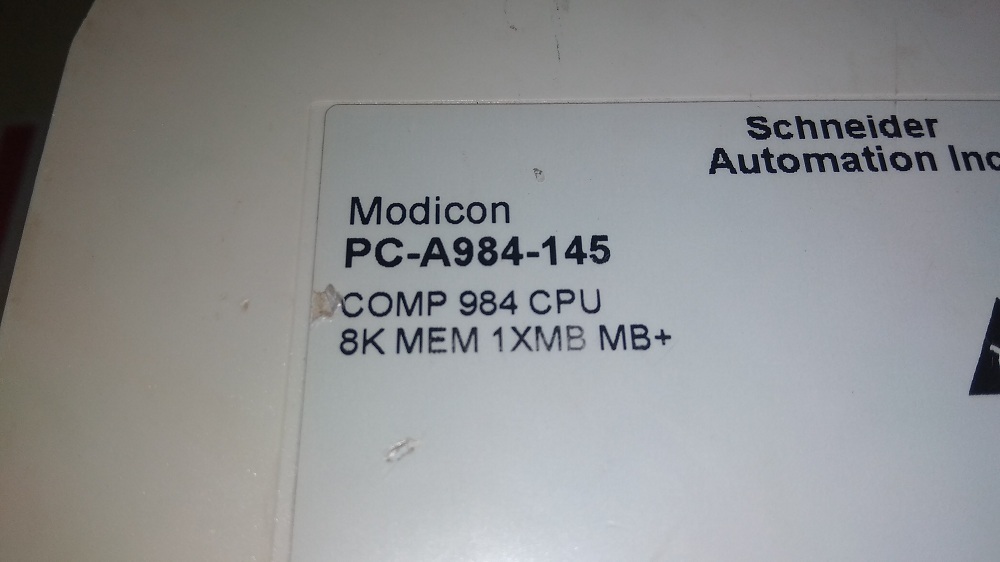 Schneider
Automation Inc
Modicon
PC-A984-145
COMP 984 CPU
8K MEM 1XMB MB+